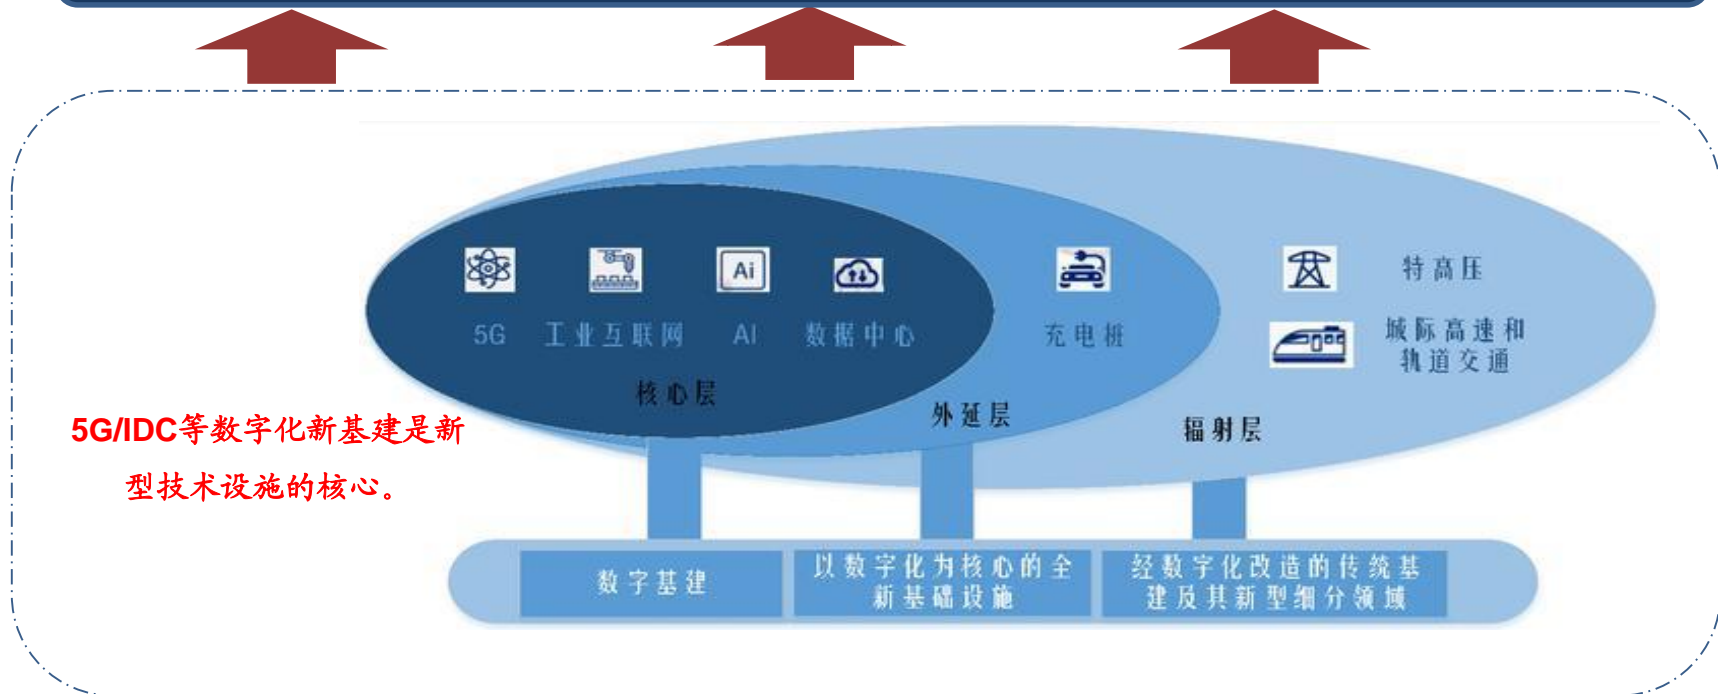 Ai
5G
工业互联网
AI
数据中心
核心层
充电桩
外延层
特高压
城际高速和
轨道交通
辐射层
5G/IDC等数字化新基建是新
型技术设施的核心。
数字基建
以数字化为核心的全
新基础设施
经数字化改造的传统基
建及其新型细分领域